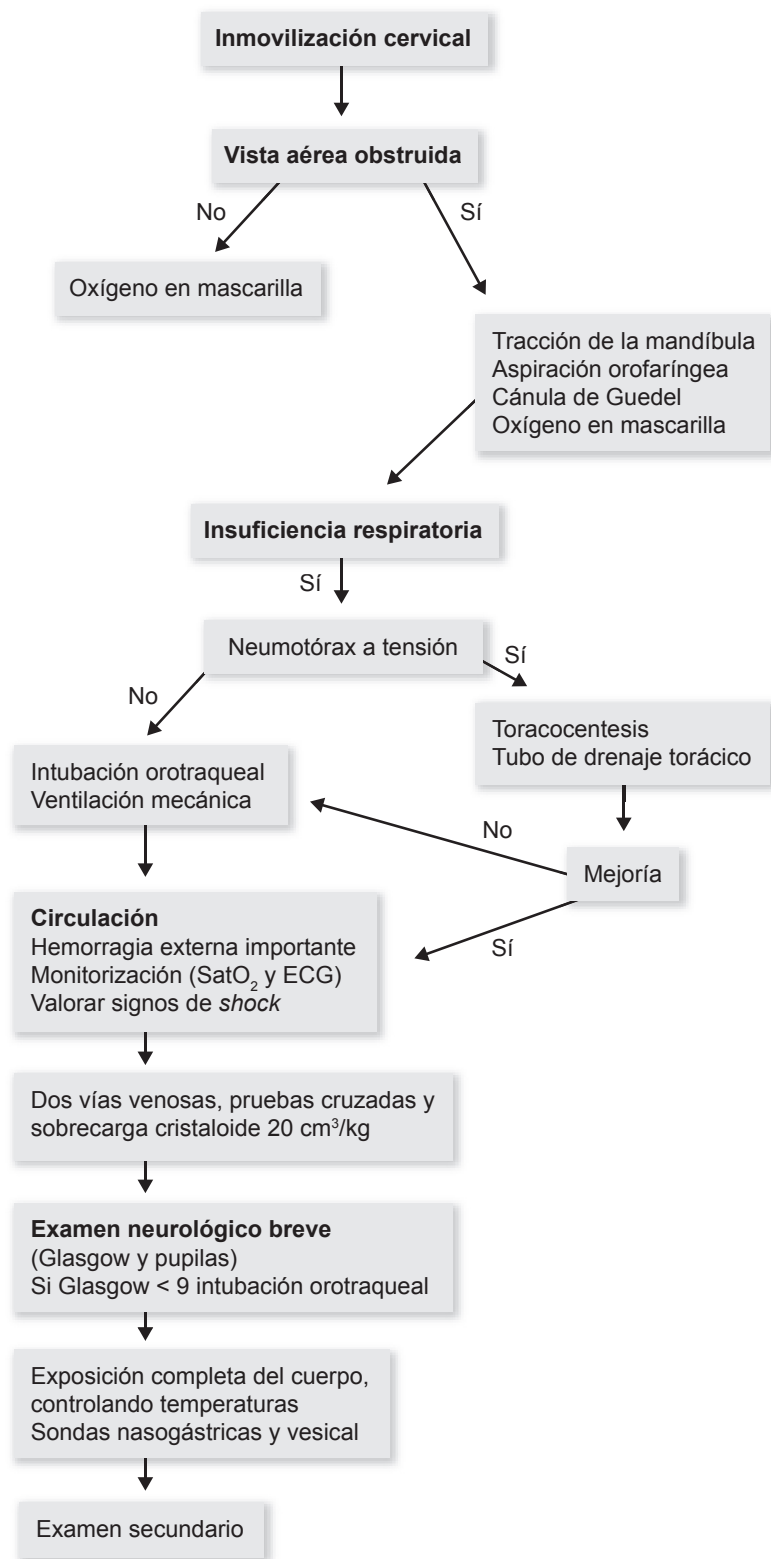 Inmovilización cervical
Vista aérea obstruida
No
Sí
Oxígeno en mascarilla
Tracción de la mandíbula
Aspiración orofaríngea
Cánula de Guedel
Oxígeno en mascarilla
Insuficiencia respiratoria
Sí
Neumotórax a tensión
No
Sí
Toracocentesis
Tubo de drenaje torácico
Intubación orotraqueal
Ventilación mecánica
No
Mejoría
Sí
Circulación
Hemorragia externa importante
Monitorización (SatO₂ y ECG)
Valorar signos de shock
Dos vías venosas, pruebas cruzadas y
sobrecarga cristaloide 20 cm³/kg
Examen neurológico breve
(Glasgow y pupilas)
Si Glasgow < 9 intubación orotraqueal
Exposición completa del cuerpo,
controlando temperaturas
Sondas nasogástricas y vesical
Examen secundario